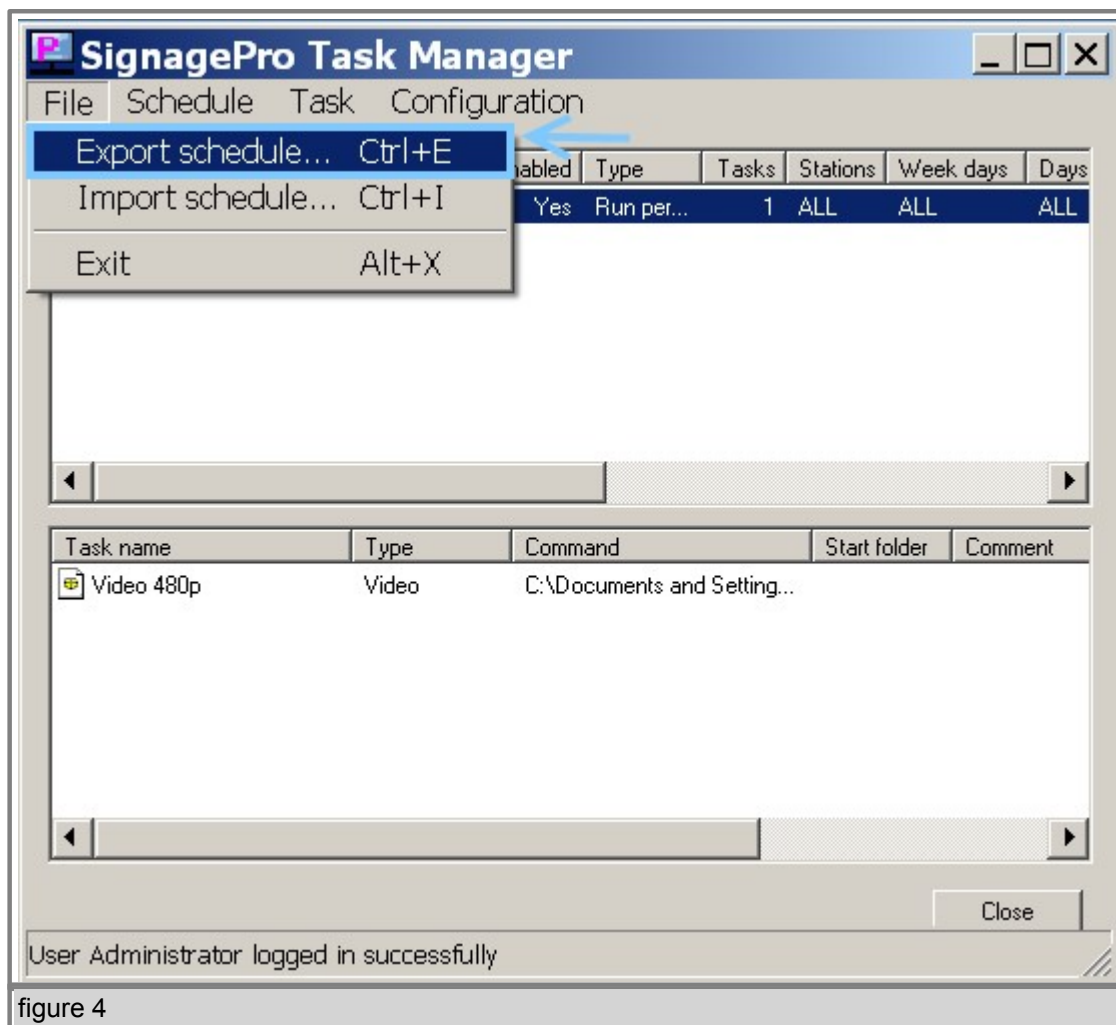 SignagePro Task Manager
File Schedule Task Configuration
Export schedule... Ctrl+E
Import schedule... Ctrl+I
Exit Alt+X
nabled Type Tasks Stations Week days Days
Yes Run per... 1 ALL ALL ALL
Task name Type Command Start folder Comment
Video 480p Video C:\Documents and Setting...
Close
User Administrator logged in successfully
figure 4